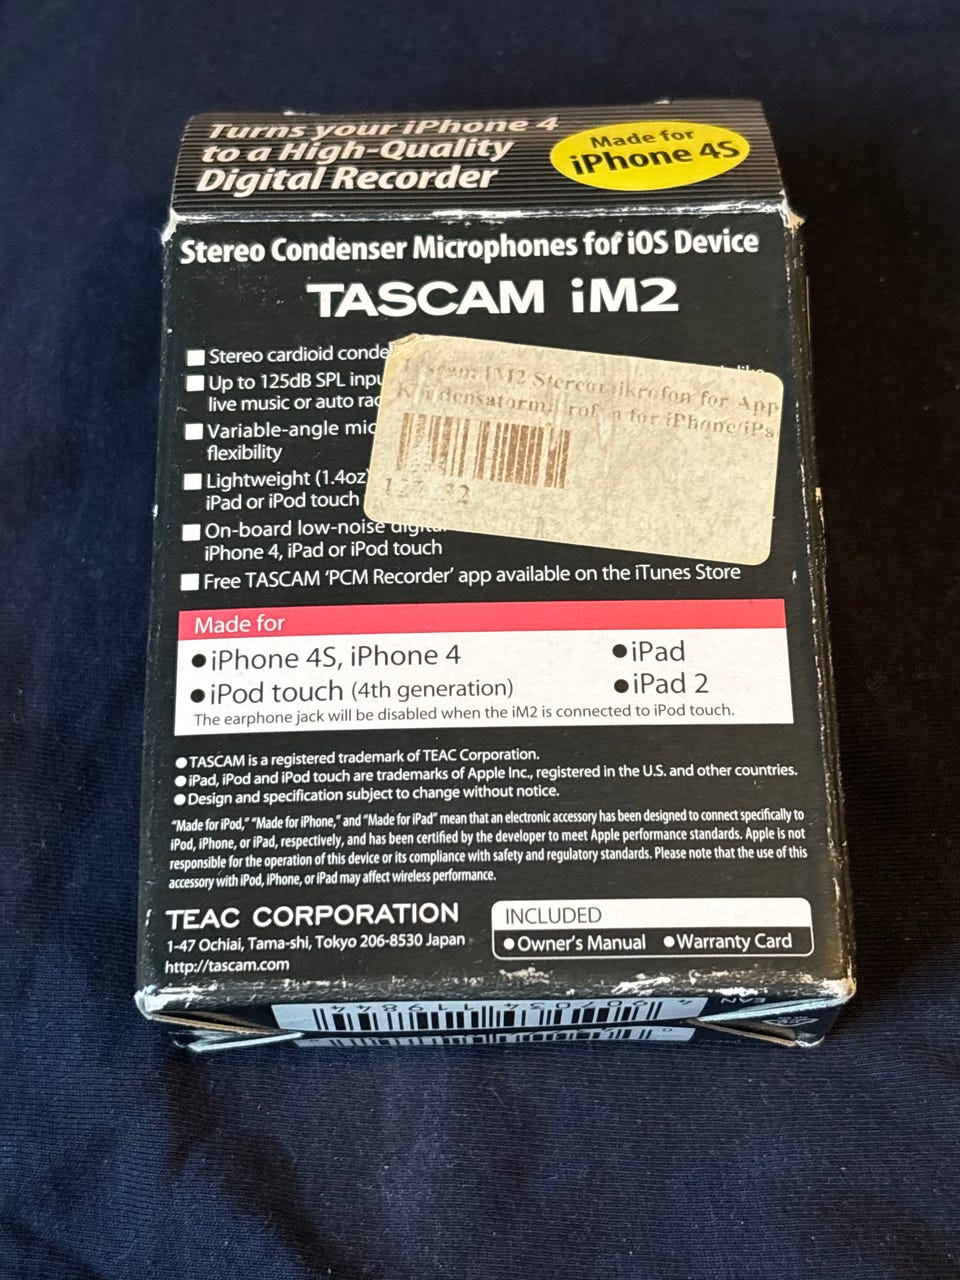 Turns your iPhone 4
to a High-Quality
Digital Recorder
Made for
iPhone 4S
Stereo Condenser Microphones for iOS Device
TASCAM iM2
Stereo cardioid conde
Up to 125dB SPL inpu
live music or auto rac
Variable-angle mic
flexibility
Lightweight (1.4oz)
iPad or iPod touch
On-board low-noise digital
iPhone 4, iPad or iPod touch
Free TASCAM ‘PCM Recorder’ app available on the iTunes Store
IM2 Stereo ikrofon for App
for iPhone/iPa
Made for
●iPhone 4S, iPhone 4
●iPad
●iPod touch (4th generation)
●iPad 2
The earphone jack will be disabled when the iM2 is connected to iPod touch.
●TASCAM is a registered trademark of TEAC Corporation.
●iPad, iPod and iPod touch are trademarks of Apple Inc., registered in the U.S. and other countries.
●Design and specification subject to change without notice.
“Made for iPod,” “Made for iPhone,” and “Made for iPad” mean that an electronic accessory has been designed to connect specifically to
iPod, iPhone, or iPad, respectively, and has been certified by the developer to meet Apple performance standards. Apple is not
responsible for the operation of this device or its compliance with safety and regulatory standards. Please note that the use of this
accessory with iPod, iPhone, or iPad may affect wireless performance.
TEAC CORPORATION
1-47 Ochiai, Tama-shi, Tokyo 206-8530 Japan
http://tascam.com
INCLUDED
●Owner’s Manual ●Warranty Card
EAN